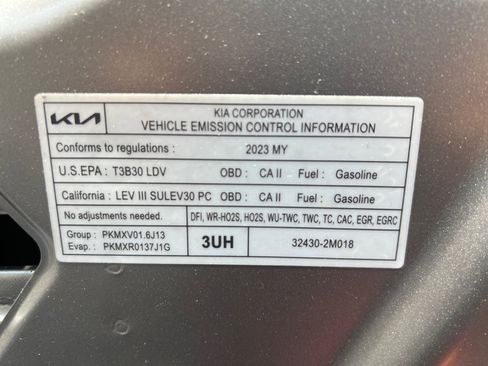 KIA
KIA CORPORATION
VEHICLE EMISSION CONTROL INFORMATION
Conforms to regulations : 2023 MY
U.S.EPA : T3B30 LDV OBD : CA II Fuel : Gasoline
California : LEV III SULEV30 PC OBD : CA II Fuel : Gasoline
No adjustments needed. DFI, WR-HO2S, HO2S, WU-TWC, TWC, TC, CAC, EGR, EGRC
Group : PKMXV01.6J13
Evap. : PKMXR0137J1G
3UH
32430-2M018